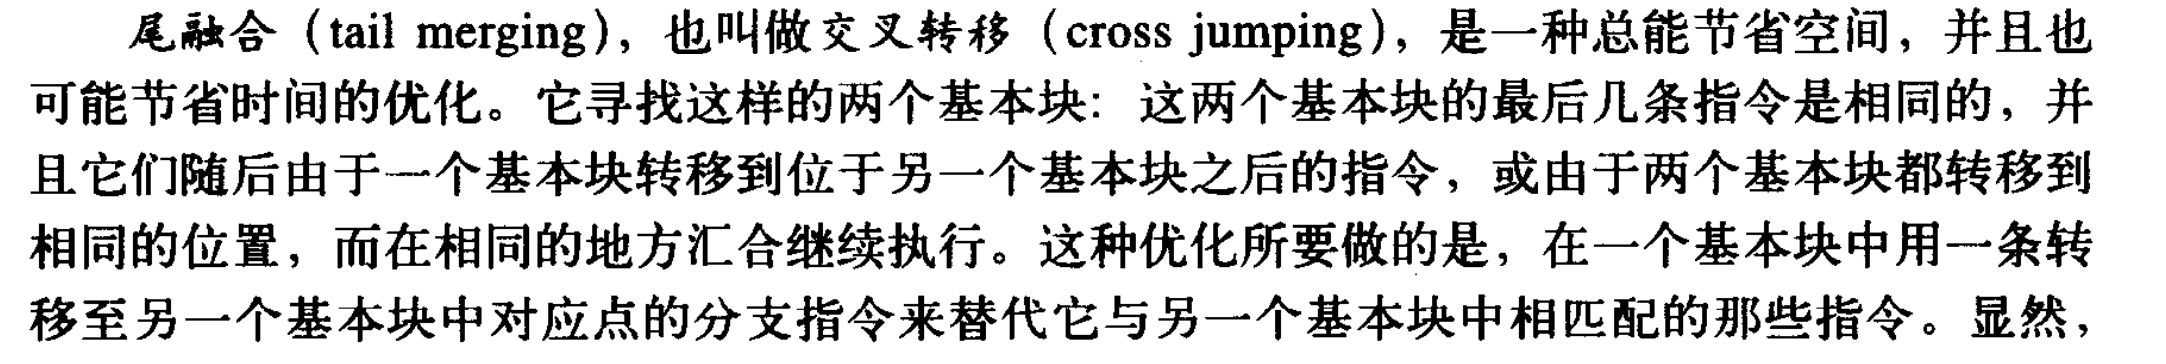 尾融合（tail merging），也叫做交叉转移（cross jumping），是一种总能节省空间，并且也
可能节省时间的优化。它寻找这样的两个基本块：这两个基本块的最后几条指令是相同的，并
且它们随后由于一个基本块转移到位于另一个基本块之后的指令，或由于两个基本块都转移到
相同的位置，而在相同的地方汇合继续执行。这种优化所要做的是，在一个基本块中用一条转
移至另一个基本块中对应点的分支指令来替代它与另一个基本块中相匹配的那些指令。显然，